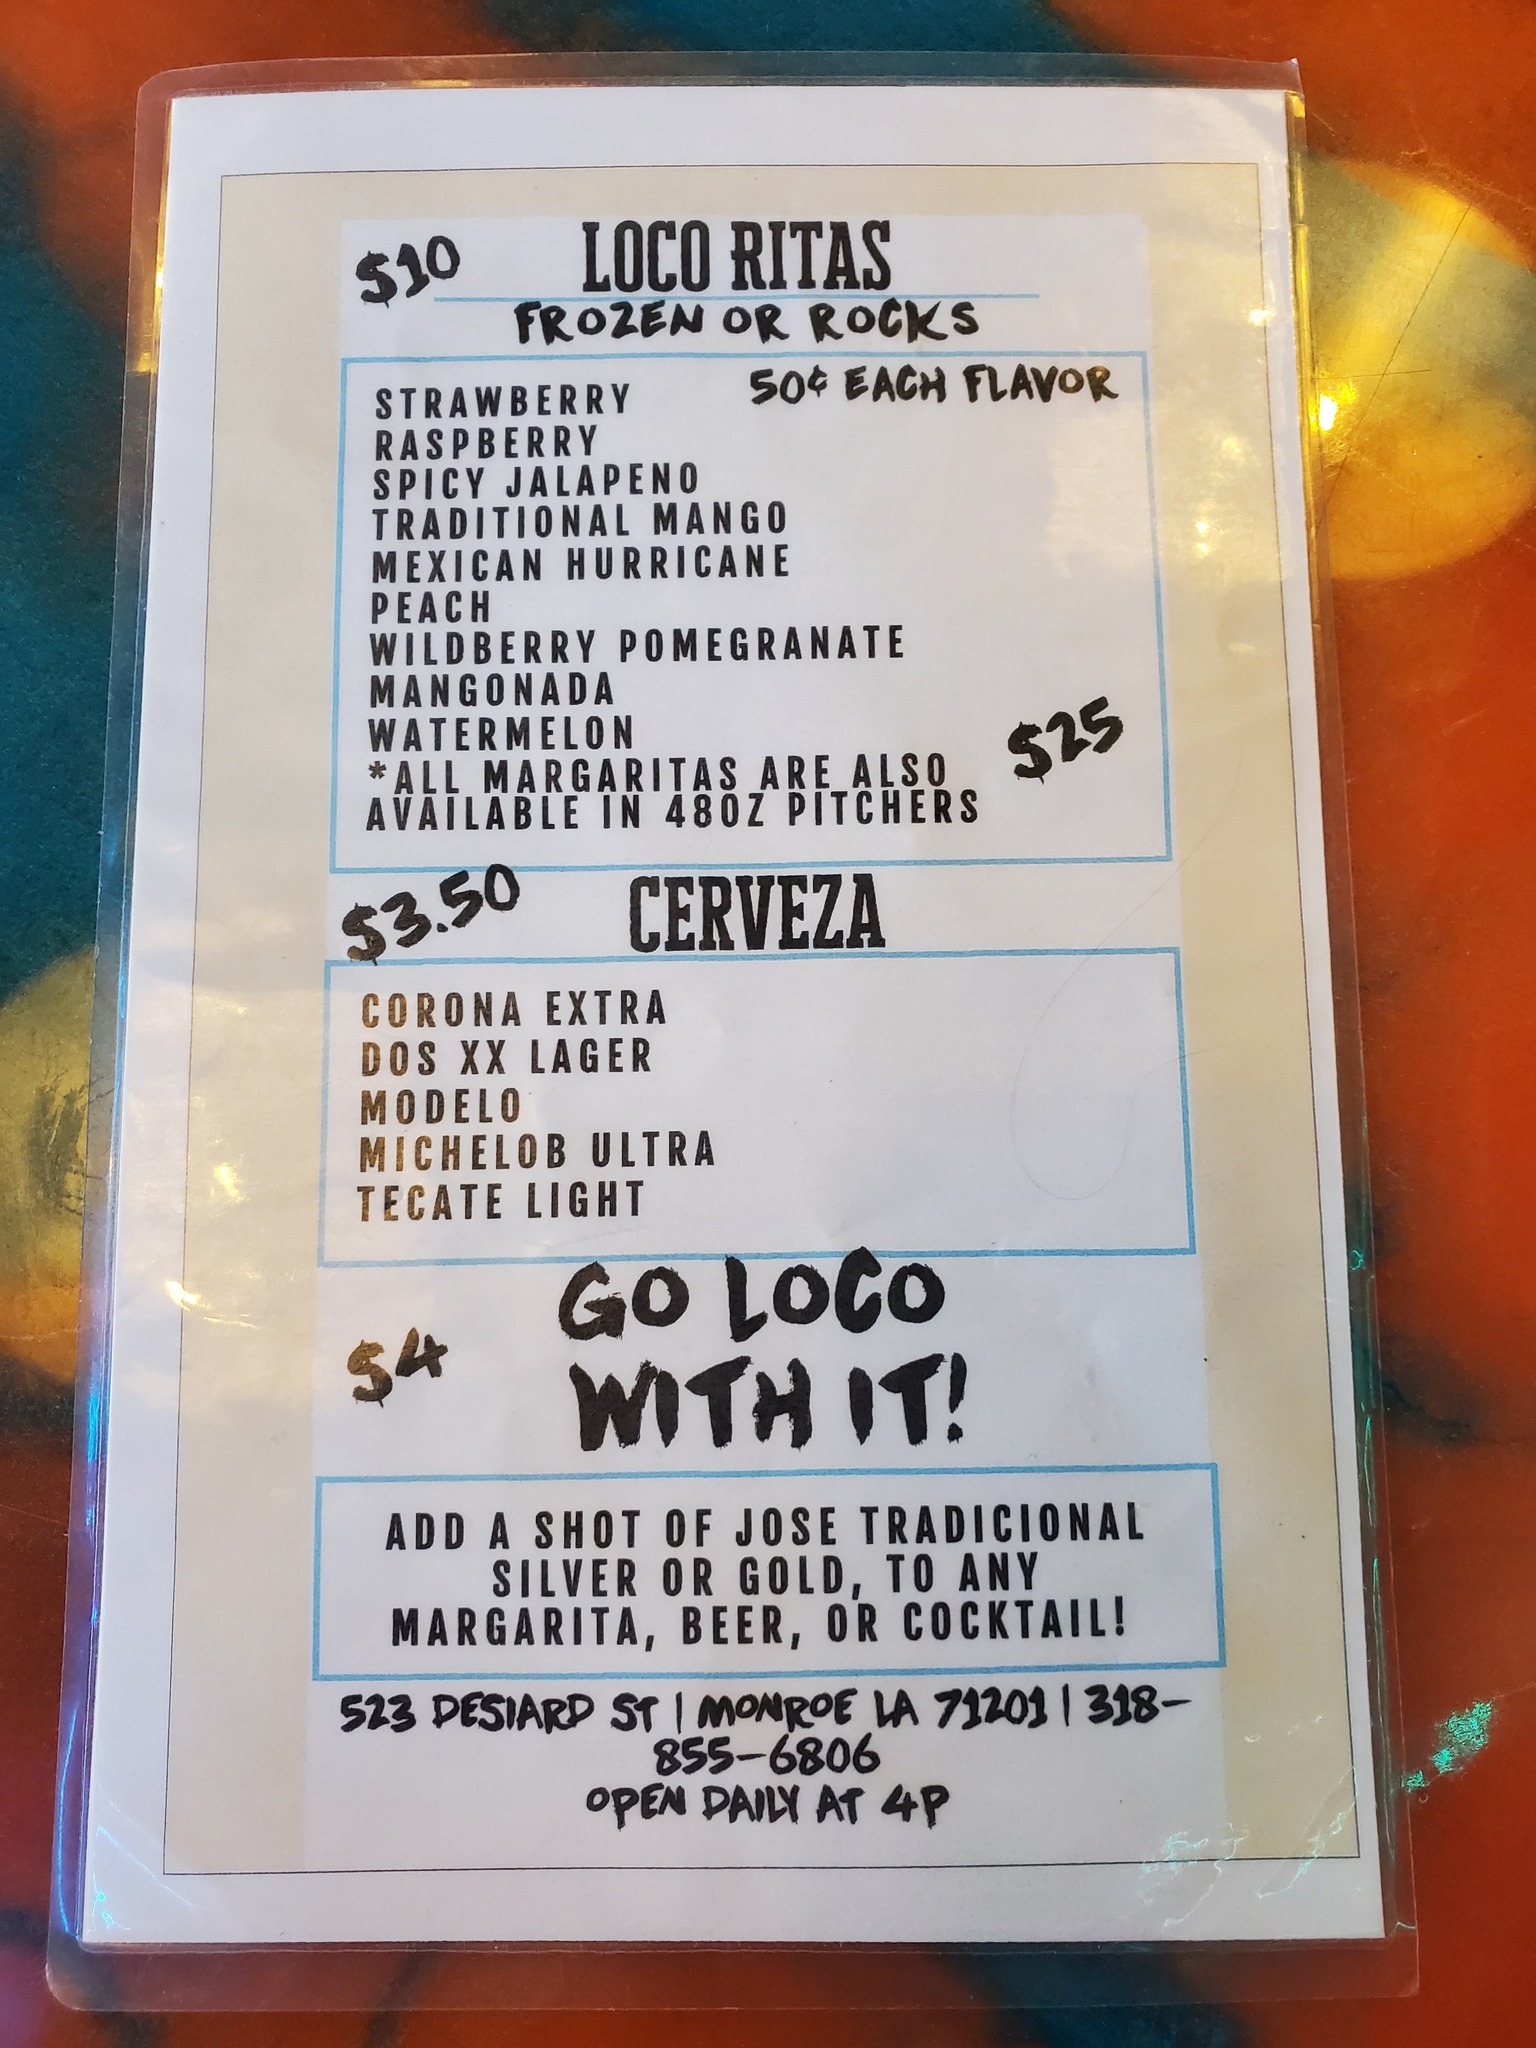 $10 LOCO RITAS
FROZEN OR ROCKS
50¢ EACH FLAVOR
STRAWBERRY
RASPBERRY
SPICY JALAPENO
TRADITIONAL MANGO
MEXICAN HURRICANE
PEACH
WILDBERRY POMEGRANATE
MANGONADA
WATERMELON
$25
*ALL MARGARITAS ARE ALSO
AVAILABLE IN 48OZ PITCHERS
$3.50 CERVEZA
CORONA EXTRA
DOS XX LAGER
MODELO
MICHELOB ULTRA
TECATE LIGHT
GO LOCO
$4 WITH IT!
ADD A SHOT OF JOSE TRADICIONAL
SILVER OR GOLD, TO ANY
MARGARITA, BEER, OR COCKTAIL!
523 DESIARD ST | MONROE LA 71201 | 318-
855-6806
OPEN DAILY AT 4P